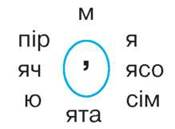 м
пір я
яч ’ ясо
ю сім
ята